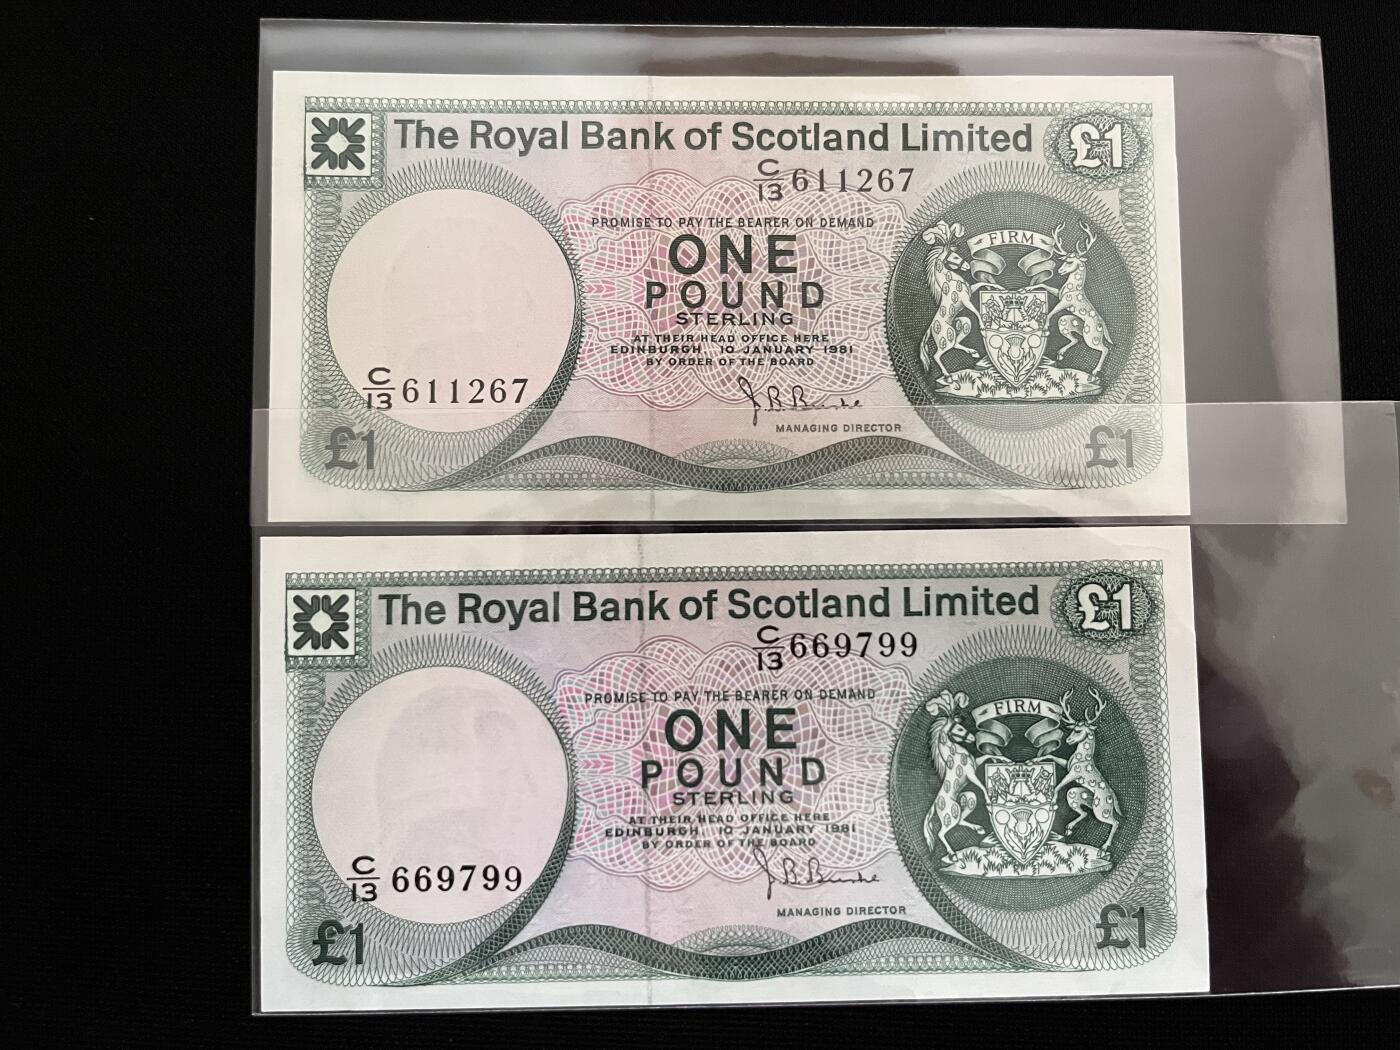 The Royal Bank of Scotland Limited £1
C/13 611267
PROMISE TO PAY THE BEARER ON DEMAND
ONE
POUND
STERLING
AT THEIR HEAD OFFICE HERE
EDINBURGH, 10 JANUARY 1981
BY ORDER OF THE BOARD
FIRM
C/13 611267
J.B. Burke
MANAGING DIRECTOR
£1 £1
The Royal Bank of Scotland Limited £1
C/13 669799
PROMISE TO PAY THE BEARER ON DEMAND
ONE
POUND
STERLING
AT THEIR HEAD OFFICE HERE
EDINBURGH, 10 JANUARY 1981
BY ORDER OF THE BOARD
FIRM
C/13 669799
J.B. Burke
MANAGING DIRECTOR
£1 £1